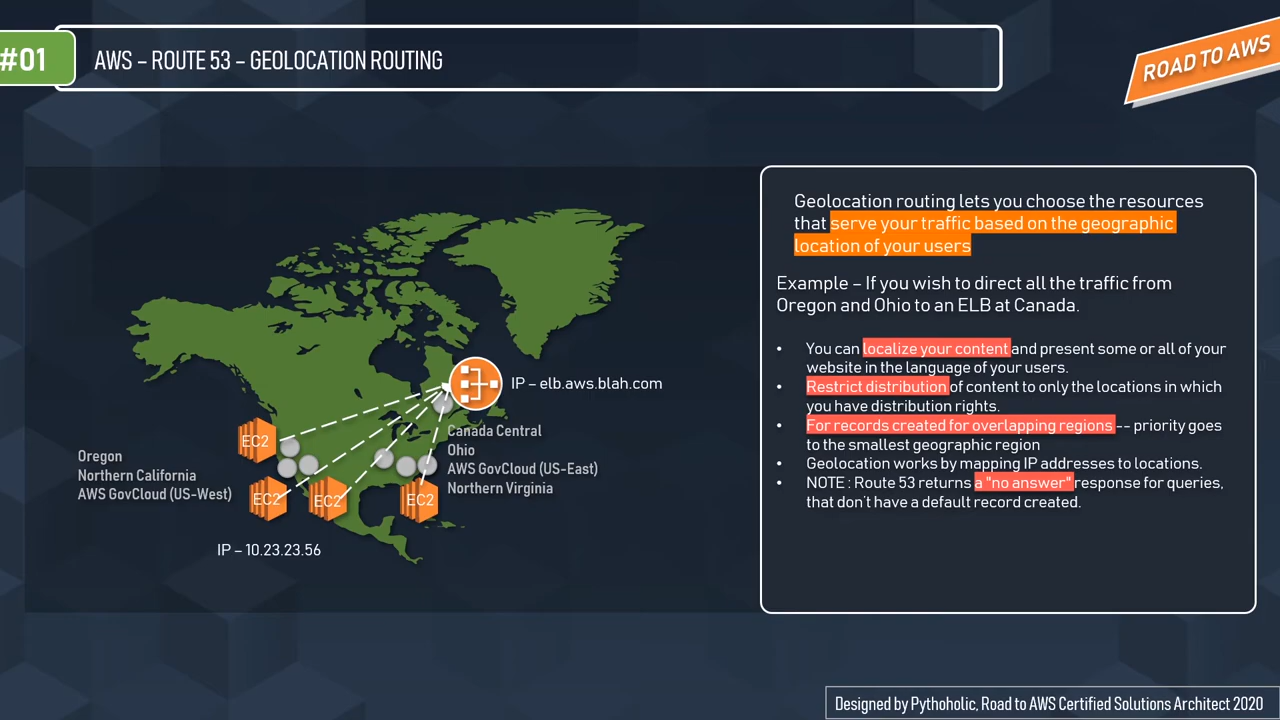 #01
AWS – ROUTE 53 – GEOLOCATION ROUTING
ROAD TO AWS
IP – elb.aws.blah.com
EC2
EC2
EC2
EC2
Oregon
Northern California
AWS GovCloud (US-West)
Canada Central
Ohio
AWS GovCloud (US-East)
Northern Virginia
IP – 10.23.23.56
Geolocation routing lets you choose the resources
that serve your traffic based on the geographic
location of your users
Example – If you wish to direct all the traffic from
Oregon and Ohio to an ELB at Canada.
• You can localize your content and present some or all of your
website in the language of your users.
• Restrict distribution of content to only the locations in which
you have distribution rights.
• For records created for overlapping regions -- priority goes
to the smallest geographic region
• Geolocation works by mapping IP addresses to locations.
• NOTE : Route 53 returns a "no answer" response for queries,
that don't have a default record created.
Designed by Pythoholic, Road to AWS Certified Solutions Architect 2020